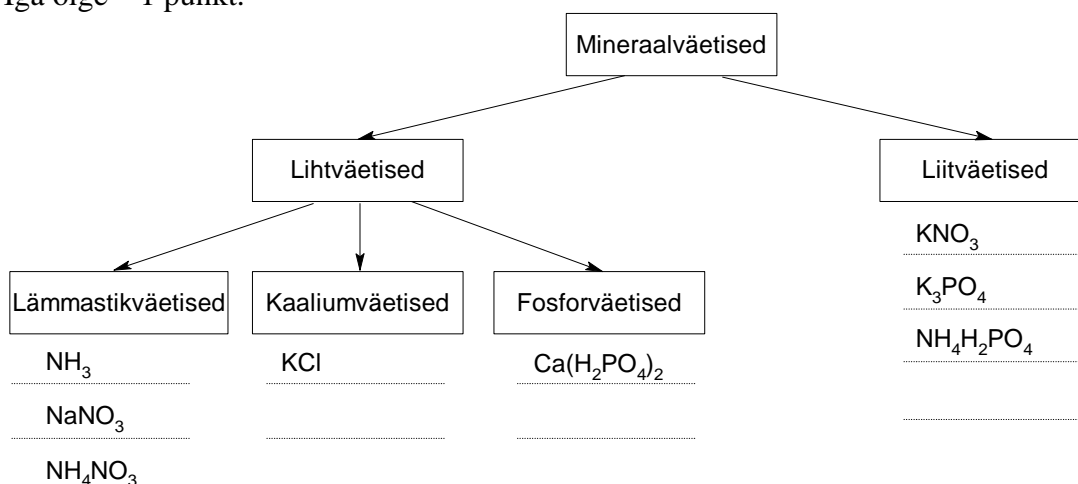 Iga õige – 1 punkt.
Mineraalväetised
Lihtväetised
Liitväetised
KNO₃
K₃PO₄
NH₄H₂PO₄
Lämmastikväetised
Kaaliumväetised
Fosforväetised
NH₃
KCl
Ca(H₂PO₄)₂
NaNO₃
NH₄NO₃